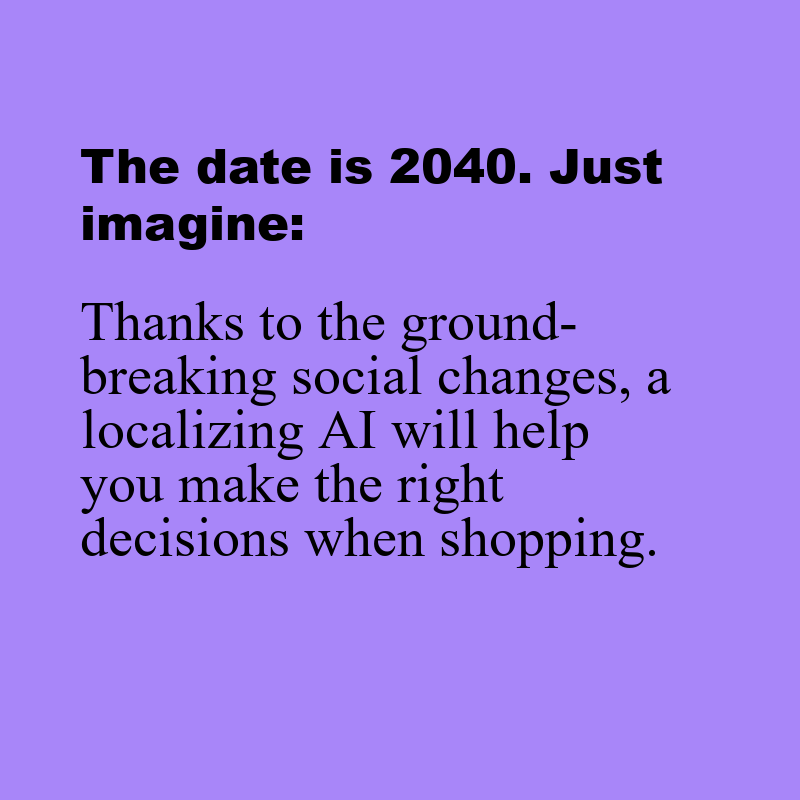 The date is 2040. Just
imagine:
Thanks to the ground-
breaking social changes, a
localizing AI will help
you make the right
decisions when shopping.